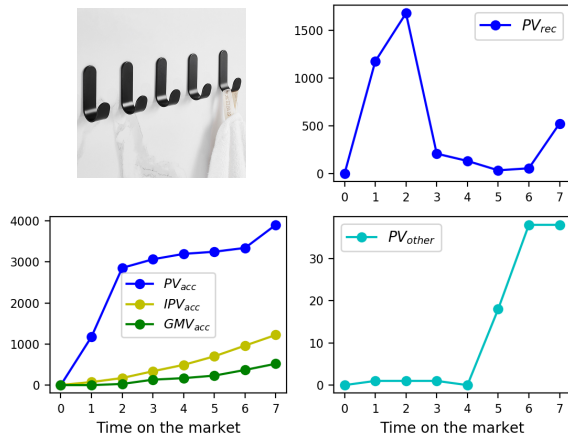 PV_rec
1500
1000
500
0
0 1 2 3 4 5 6 7
4000
3000
2000
1000
0
PV_acc
IPV_acc
GMV_acc
0 1 2 3 4 5 6 7
Time on the market
PV_other
30
20
10
0
0 1 2 3 4 5 6 7
Time on the market